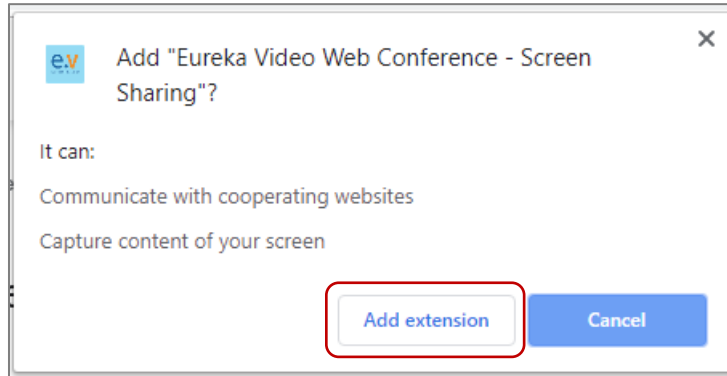 e.v
Add "Eureka Video Web Conference - Screen
Sharing"?
It can:
Communicate with cooperating websites
Capture content of your screen
Add extension
Cancel